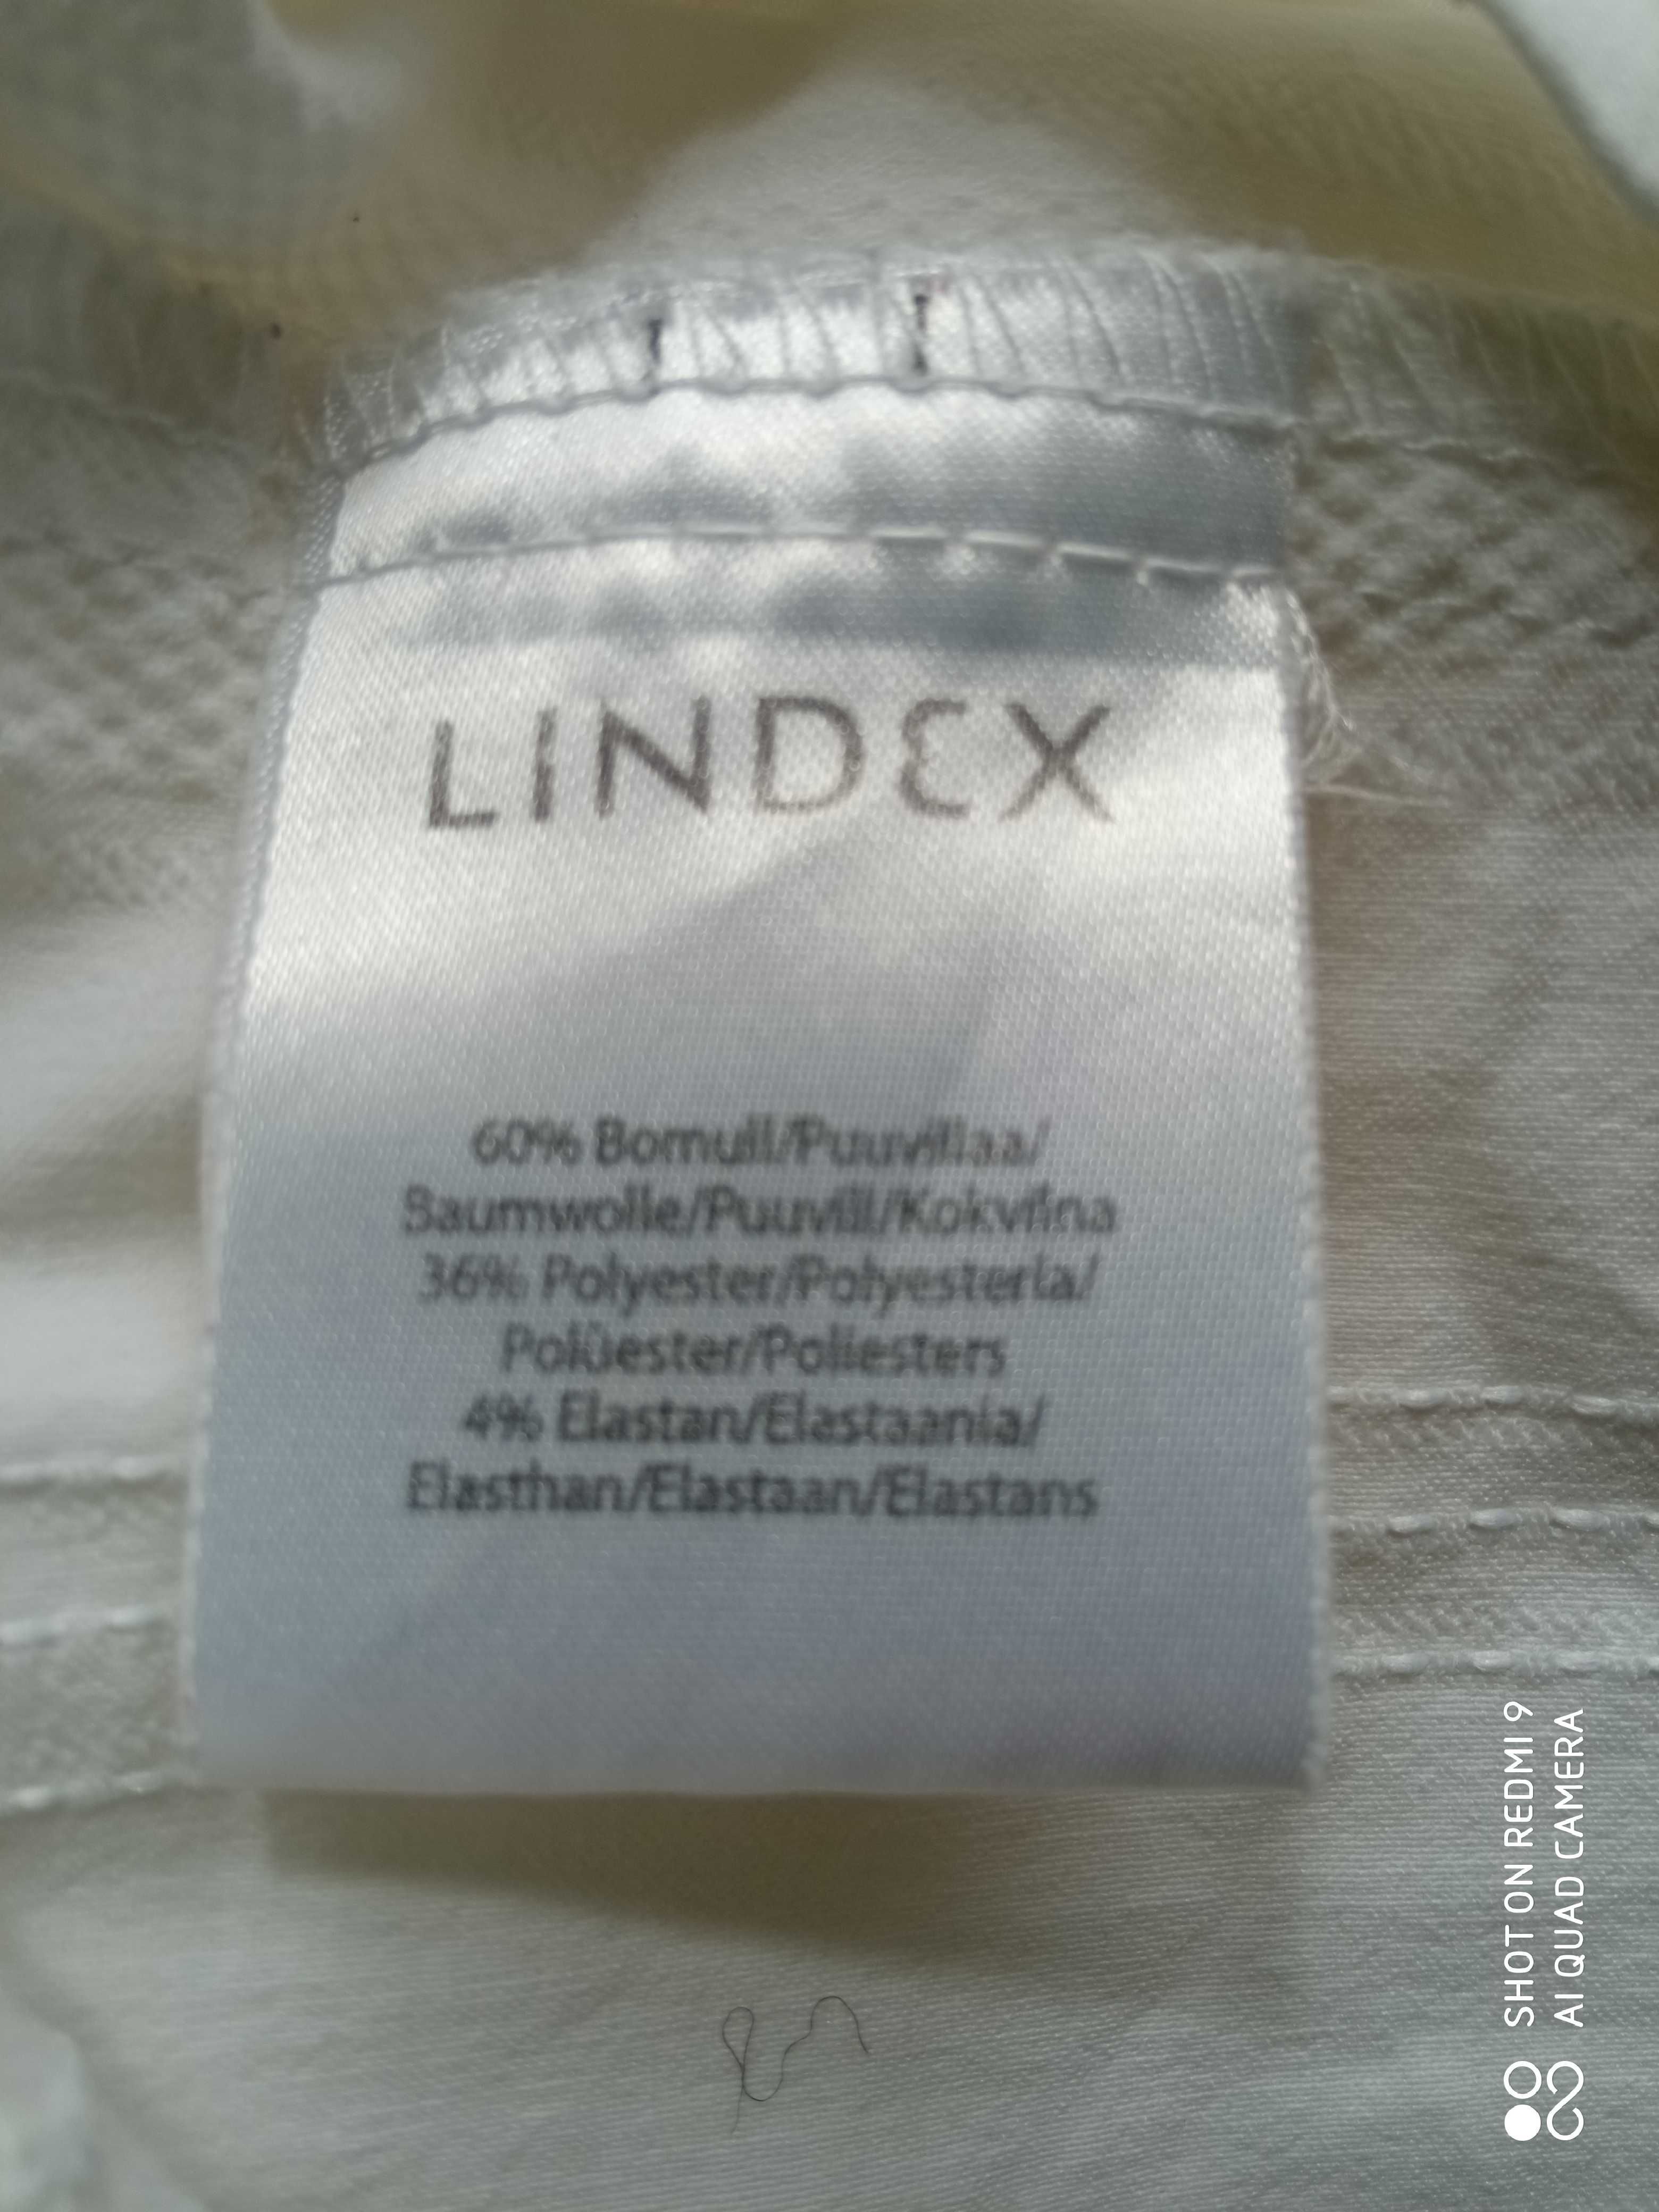 LINDEX
60% Bomull/Puuvillaa/
Baumwolle/Puuvill/Kokvilna
36% Polyester/Polyesteria/
Polüester/Poliesters
4% Elastan/Elastaania/
Elasthan/Elastaan/Elastans
SHOT ON REDMI 9
AI QUAD CAMERA